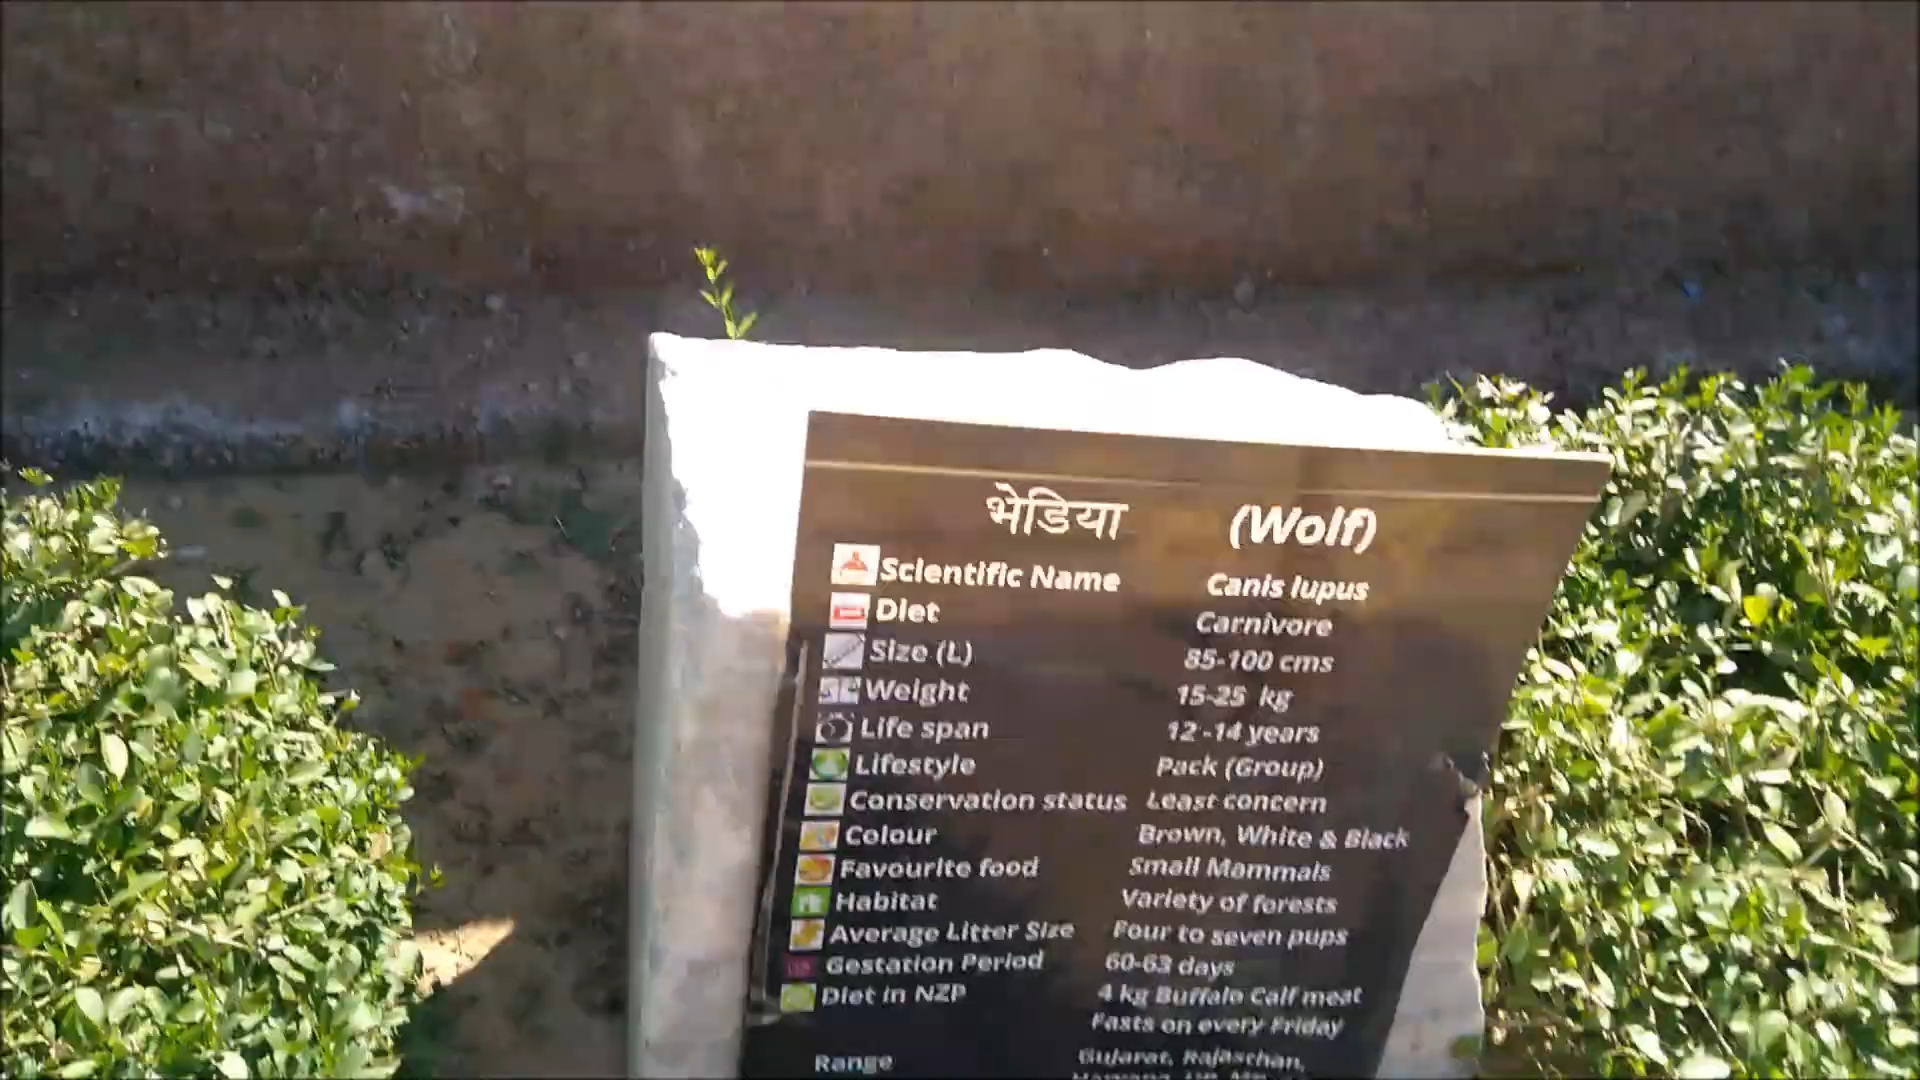 भेडिया (Wolf)
Scientific Name Canis lupus
Diet Carnivore
Size (L) 85-100 cms
Weight 15-25 kg
Life span 12-14 years
Lifestyle Pack (Group)
Conservation status Least concern
Colour Brown, White & Black
Favourite food Small Mammals
Habitat Variety of forests
Average Litter Size Four to seven pups
Gestation Period 60-63 days
Diet in NZP 4 kg Buffalo Calf meat
Fasts on every Friday
Range Gujarat, Rajasthan,